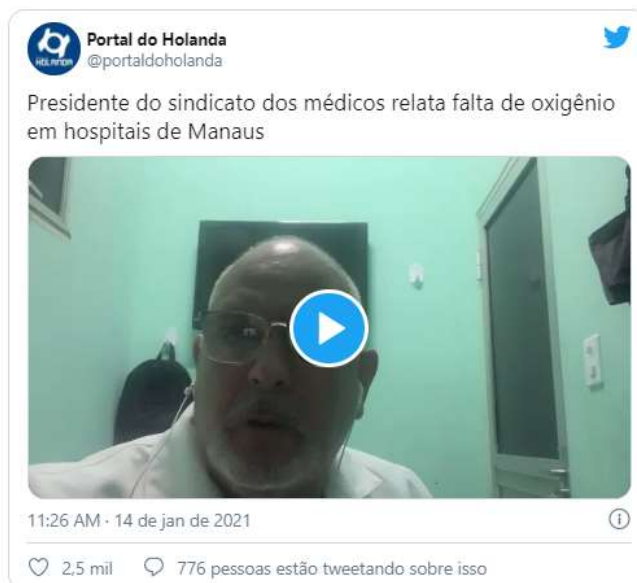 Portal do Holanda
@portaldoholanda
HOLANDA
Presidente do sindicato dos médicos relata falta de oxigênio
em hospitais de Manaus
11:26 AM · 14 de jan de 2021
2,5 mil
776 pessoas estão tweetando sobre isso